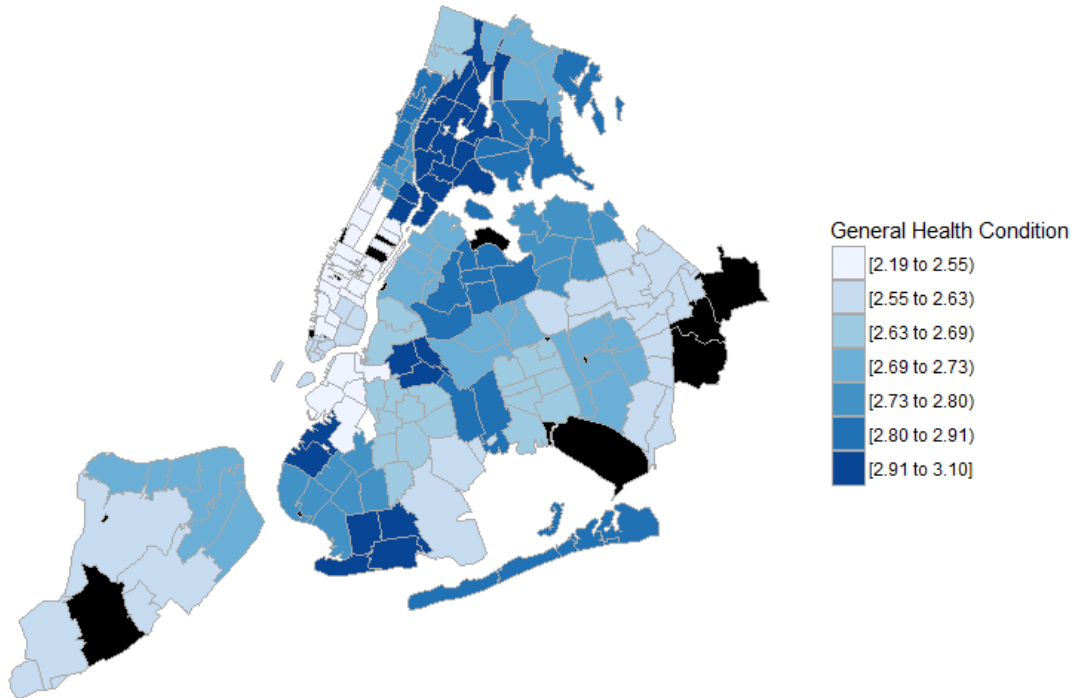 General Health Condition
[2.19 to 2.55)
[2.55 to 2.63)
[2.63 to 2.69)
[2.69 to 2.73)
[2.73 to 2.80)
[2.80 to 2.91)
[2.91 to 3.10]